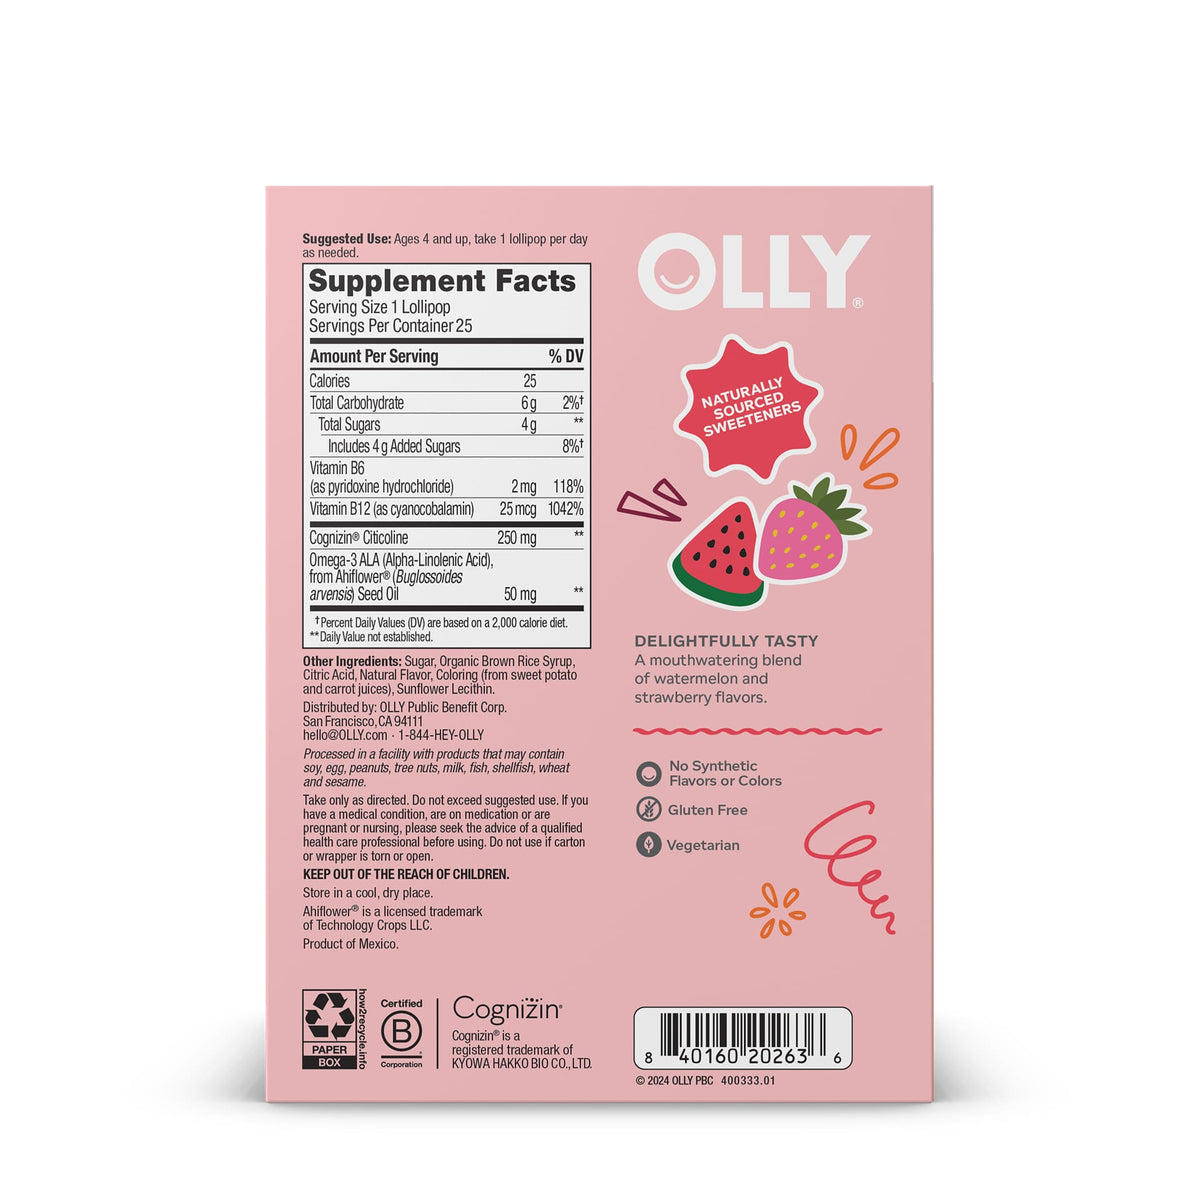 Suggested Use: Ages 4 and up, take 1 lollipop per day
as needed.
Supplement Facts
Serving Size 1 Lollipop
Servings Per Container 25
Amount Per Serving % DV
Calories 25
Total Carbohydrate 6 g 2%†
Total Sugars 4 g **
Includes 4 g Added Sugars 8%†
Vitamin B6
(as pyridoxine hydrochloride) 2 mg 118%
Vitamin B12 (as cyanocobalamin) 25 mcg 1042%
Cognizin® Citicoline 250 mg **
Omega-3 ALA (Alpha-Linolenic Acid),
from Ahiflower® (Buglossoides
arvensis) Seed Oil 50 mg **
†Percent Daily Values (DV) are based on a 2,000 calorie diet.
**Daily Value not established.
Other Ingredients: Sugar, Organic Brown Rice Syrup,
Citric Acid, Natural Flavor, Coloring (from sweet potato
and carrot juices), Sunflower Lecithin.
Distributed by: OLLY Public Benefit Corp.
San Francisco, CA 94111
hello@OLLY.com · 1-844-HEY-OLLY
Processed in a facility with products that may contain
soy, egg, peanuts, tree nuts, milk, fish, shellfish, wheat
and sesame.
Take only as directed. Do not exceed suggested use. If you
have a medical condition, are on medication or are
pregnant or nursing, please seek the advice of a qualified
health care professional before using. Do not use if carton
or wrapper is torn or open.
KEEP OUT OF THE REACH OF CHILDREN.
Store in a cool, dry place.
Ahiflower® is a licensed trademark
of Technology Crops LLC.
Product of Mexico.
PAPER
BOX
how2recycle.info
Certified
B
Corporation
Cognizin®
Cognizin® is a
registered trademark of
KYOWA HAKKO BIO CO., LTD.
OLLY®
NATURALLY
SOURCED
SWEETENERS
DELIGHTFULLY TASTY
A mouthwatering blend
of watermelon and
strawberry flavors.
No Synthetic
Flavors or Colors
Gluten Free
Vegetarian
8 40160 20263 6
© 2024 OLLY PBC 400333.01